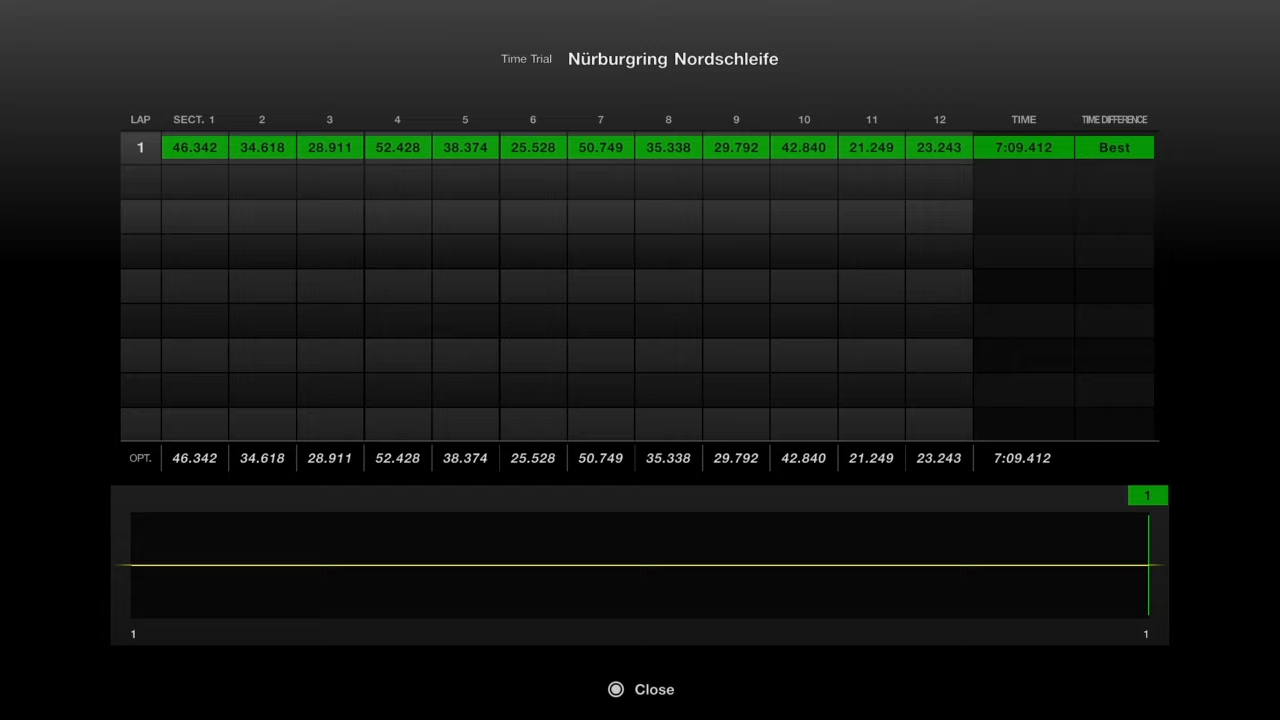 Time Trial Nürburgring Nordschleife
LAP SECT. 1 2 3 4 5 6 7 8 9 10 11 12 TIME TIME DIFFERENCE
1 46.342 34.618 28.911 52.428 38.374 25.528 50.749 35.338 29.792 42.840 21.249 23.243 7:09.412 Best
OPT. 46.342 34.618 28.911 52.428 38.374 25.528 50.749 35.338 29.792 42.840 21.249 23.243 7:09.412
1
1 1
Close